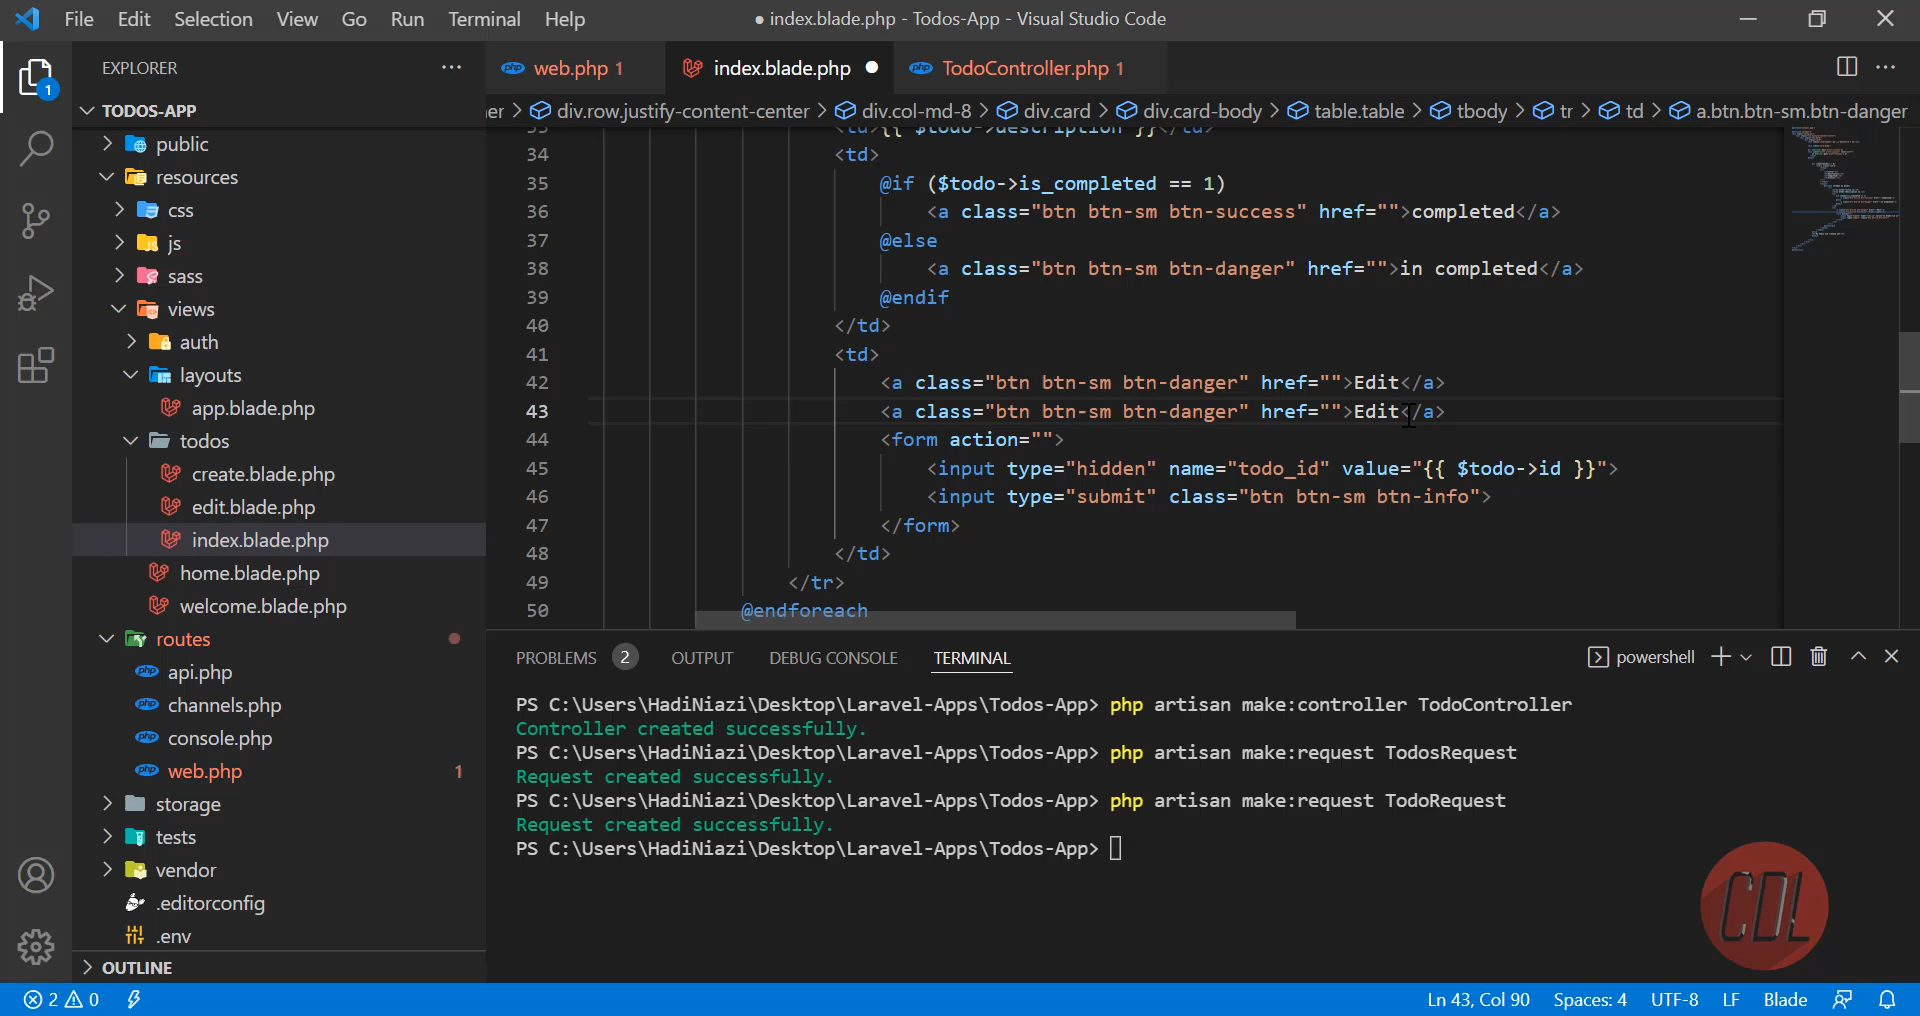 File Edit Selection View Go Run Terminal Help
● index.blade.php - Todos-App - Visual Studio Code
1
EXPLORER
TODOS-APP
public
resources
css
js
sass
views
auth
layouts
app.blade.php
todos
create.blade.php
edit.blade.php
index.blade.php
home.blade.php
welcome.blade.php
routes
api.php
channels.php
console.php
web.php 1
storage
tests
vendor
.editorconfig
.env
OUTLINE
web.php 1
index.blade.php
TodoController.php 1
er > div.row.justify-content-center > div.col-md-8 > div.card > div.card-body > table.table > tbody > tr > td > a.btn.btn-sm.btn-danger
33 <td>{{ $todo->description }}</td>
34 <td>
35 @if ($todo->is_completed == 1)
36 <a class="btn btn-sm btn-success" href="">completed</a>
37 @else
38 <a class="btn btn-sm btn-danger" href="">in completed</a>
39 @endif
40 </td>
41 <td>
42 <a class="btn btn-sm btn-danger" href="">Edit</a>
43 <a class="btn btn-sm btn-danger" href="">Edit</a>
44 <form action="">
45 <input type="hidden" name="todo_id" value="{{ $todo->id }}">
46 <input type="submit" class="btn btn-sm btn-info">
47 </form>
48 </td>
49 </tr>
50 @endforeach
PROBLEMS 2 OUTPUT DEBUG CONSOLE TERMINAL
powershell
PS C:\Users\HadiNiazi\Desktop\Laravel-Apps\Todos-App> php artisan make:controller TodoController
Controller created successfully.
PS C:\Users\HadiNiazi\Desktop\Laravel-Apps\Todos-App> php artisan make:request TodosRequest
Request created successfully.
PS C:\Users\HadiNiazi\Desktop\Laravel-Apps\Todos-App> php artisan make:request TodoRequest
Request created successfully.
PS C:\Users\HadiNiazi\Desktop\Laravel-Apps\Todos-App>
CDL
2 0
Ln 43, Col 90 Spaces: 4 UTF-8 LF Blade